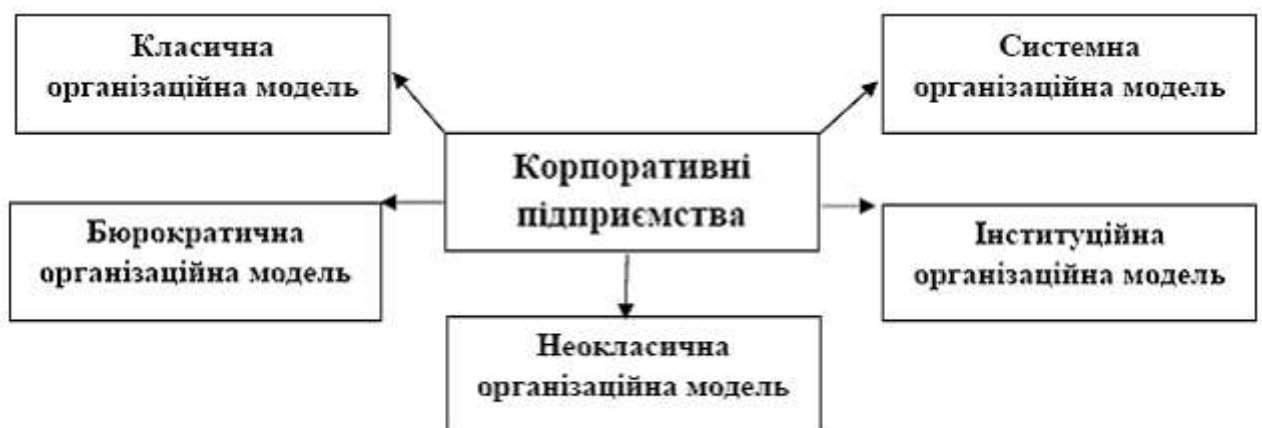 Класична
організаційна модель
Системна
організаційна модель
Корпоративні
підприємства
Бюрократична
організаційна модель
Інституційна
організаційна модель
Неокласична
організаційна модель